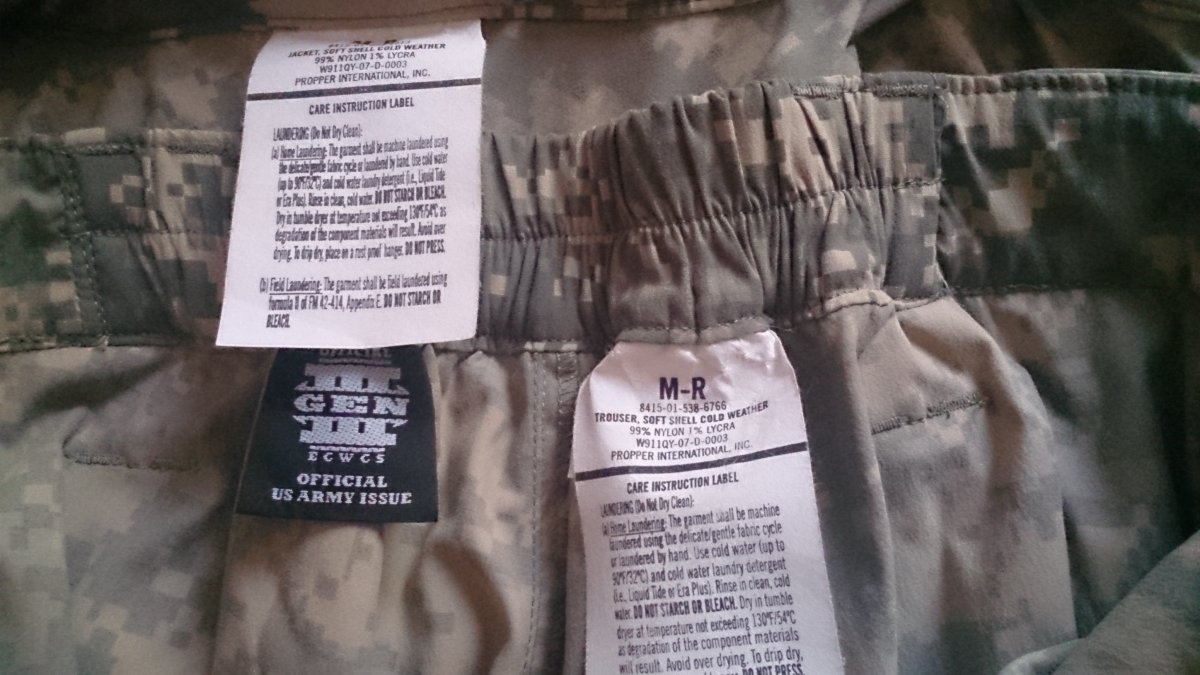 JACKET, SOFT SHELL COLD WEATHER
99% NYLON 1% LYCRA
W911QY-07-D-0003
PROPPER INTERNATIONAL, INC.
CARE INSTRUCTION LABEL
LAUNDERING (Do Not Dry Clean):
(a) Home Laundering: The garment shall be machine laundered using
the delicate/gentle fabric cycle or laundered by hand. Use cold water
(up to 90°F/32°C) and cold water laundry detergent (i.e., Liquid Tide
or Era Plus). Rinse in clean, cold water. DO NOT STARCH OR BLEACH.
Dry in tumble dryer at temperature not exceeding 130°F/54°C as
degradation of the component materials will result. Avoid over
drying. To drip dry, place on a rust proof hanger. DO NOT PRESS.
(b) Field Laundering: The garment shall be field laundered using
formula II of FM 42-414, Appendix E. DO NOT STARCH OR
BLEACH.
OFFICIAL
III
GEN
III
ECWCS
OFFICIAL
US ARMY ISSUE
M-R
8415-01-538-6766
TROUSER, SOFT SHELL COLD WEATHER
99% NYLON 1% LYCRA
W911QY-07-D-0003
PROPPER INTERNATIONAL, INC.
CARE INSTRUCTION LABEL
LAUNDERING (Do Not Dry Clean):
(a) Home Laundering: The garment shall be machine
laundered using the delicate/gentle fabric cycle
or laundered by hand. Use cold water (up to
90°F/32°C) and cold water laundry detergent
(i.e., Liquid Tide or Era Plus). Rinse in clean, cold
water. DO NOT STARCH OR BLEACH. Dry in tumble
dryer at temperature not exceeding 130°F/54°C
as degradation of the component materials
will result. Avoid over drying. To drip dry,
DO NOT PRESS.